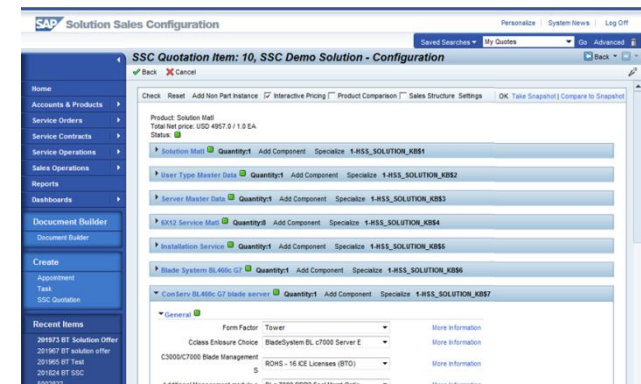 SAP Solution Sales Configuration
Personalize System News Log Off
Saved Searches My Quotes Go Advanced
SSC Quotation Item: 10, SSC Demo Solution - Configuration
Back
Back Cancel
Home
Accounts & Products
Service Orders
Service Contracts
Service Operations
Sales Operations
Reports
Dashboards
Docucment Builder
Document Builder
Create
Appointment
Task
SSC Quotation
Recent Items
201973 BT Solution Offer
201967 BT solution offer
201965 BT Test
201824 BT SSC
Check Reset Add Non Part Instance Interactive Pricing Product Comparison Sales Structure Settings OK Take Snapshot | Compare to Snapshot
Product: Solution Matl
Total Net price: USD 4957.0 / 1.0 EA
Status:
Solution Matl Quantity:1 Add Component Specialize 1-HSS_SOLUTION_KB$1
User Type Master Data Quantity:1 Add Component Specialize 1-HSS_SOLUTION_KB$2
Server Master Data Quantity:1 Add Component Specialize 1-HSS_SOLUTION_KB$3
6X12 Service Matl Quantity:0 Add Component Specialize 1-HSS_SOLUTION_KB$4
Installation Service Quantity:1 Add Component Specialize 1-HSS_SOLUTION_KB$5
Blade System BL460c G7 Quantity:1 Add Component Specialize 1-HSS_SOLUTION_KB$6
ConServ BL460c G7 blade server Quantity:1 Add Component Specialize 1-HSS_SOLUTION_KB$7
General
Form Factor Tower More Information
Cclass Enlosure Choice BladeSystem BL c7000 Server E More Information
C3000/C7000 Blade Management
S
ROHS - 16 ICE Licenses (BTO) More Information